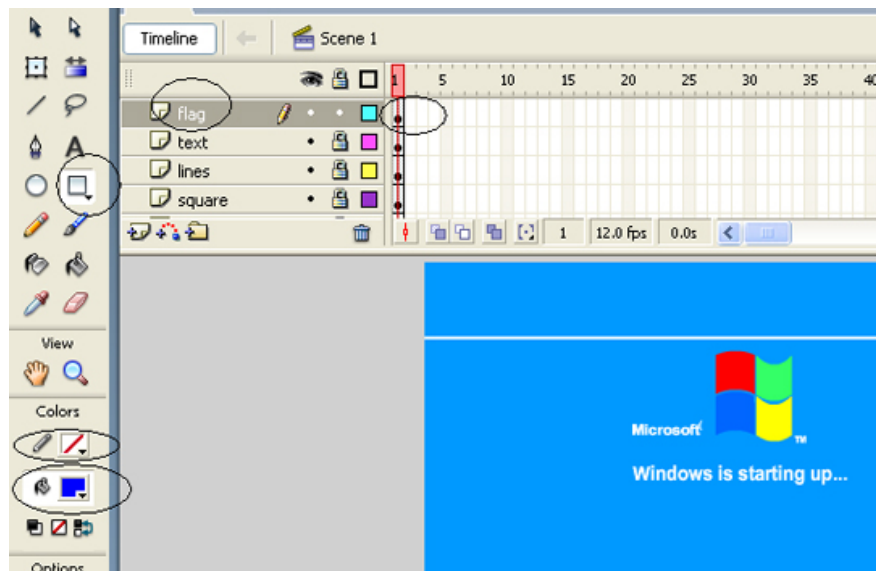 Timeline
Scene 1
1 5 10 15 20 25 30 35 40
flag
text
lines
square
1 12.0 fps 0.0s
A
View
Colors
Options
Microsoft
TM
Windows is starting up...